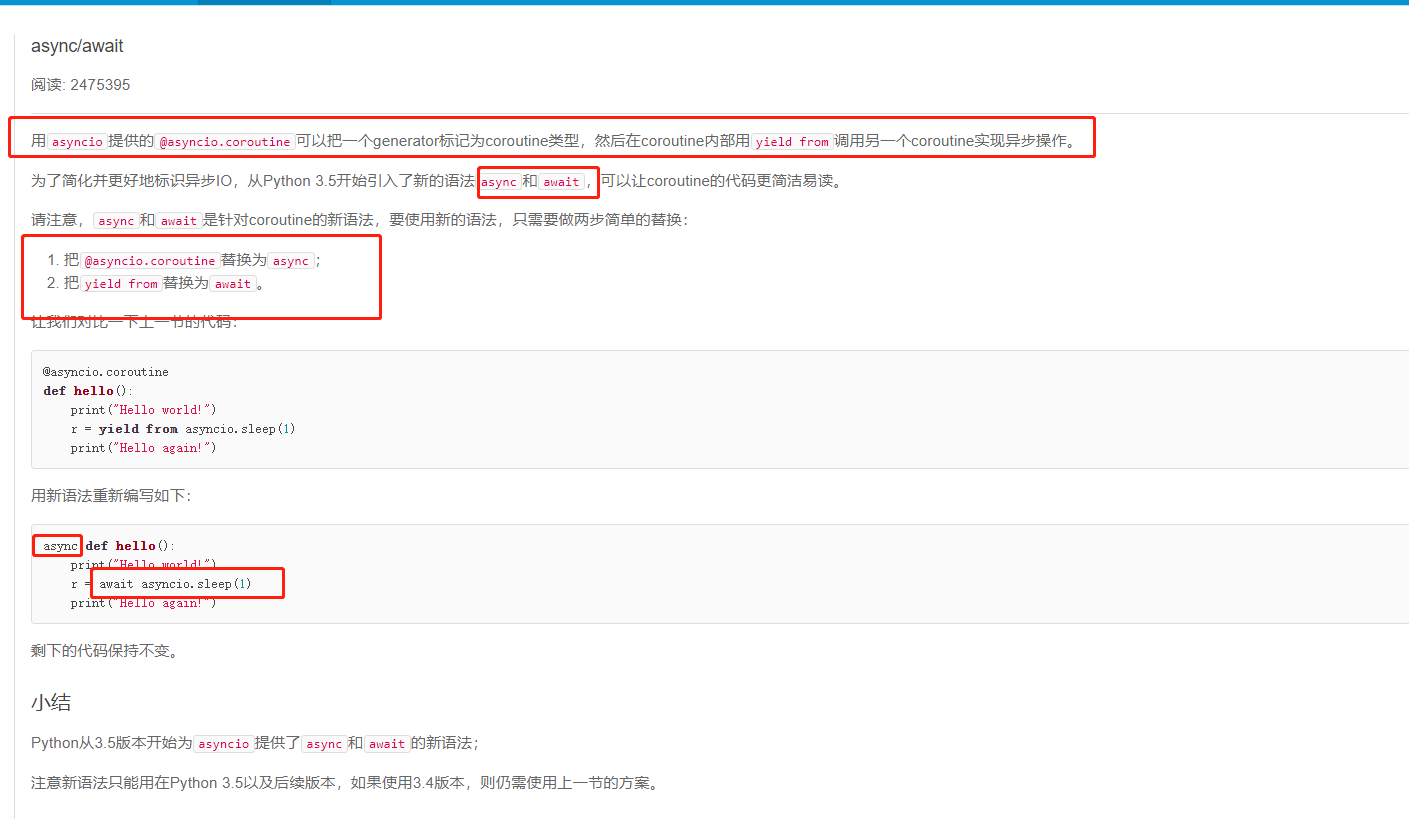 async/await
阅读: 2475395
用asyncio提供的@asyncio.coroutine可以把一个generator标记为coroutine类型，然后在coroutine内部用yield from调用另一个coroutine实现异步操作。
为了简化并更好地标识异步IO，从Python 3.5开始引入了新的语法async和await，可以让coroutine的代码更简洁易读。
请注意，async和await是针对coroutine的新语法，要使用新的语法，只需要做两步简单的替换：
1. 把@asyncio.coroutine替换为async；
2. 把yield from替换为await。
让我们对比一下上一节的代码：
@asyncio.coroutine
def hello():
    print("Hello world!")
    r = yield from asyncio.sleep(1)
    print("Hello again!")
用新语法重新编写如下：
async def hello():
    print("Hello world!")
    r = await asyncio.sleep(1)
    print("Hello again!")
剩下的代码保持不变。
小结
Python从3.5版本开始为asyncio提供了async和await的新语法；
注意新语法只能用在Python 3.5以及后续版本，如果使用3.4版本，则仍需使用上一节的方案。